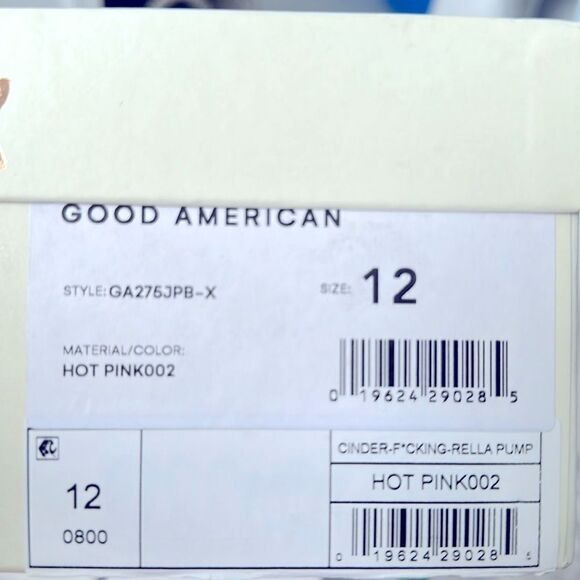 GOOD AMERICAN
STYLE: GA275JPB-X
SIZE: 12
MATERIAL/COLOR:
HOT PINK002
0 19624 29028 5
CINDER-F*CKING-RELLA PUMP
12
HOT PINK002
0800
0 19624 29028 5